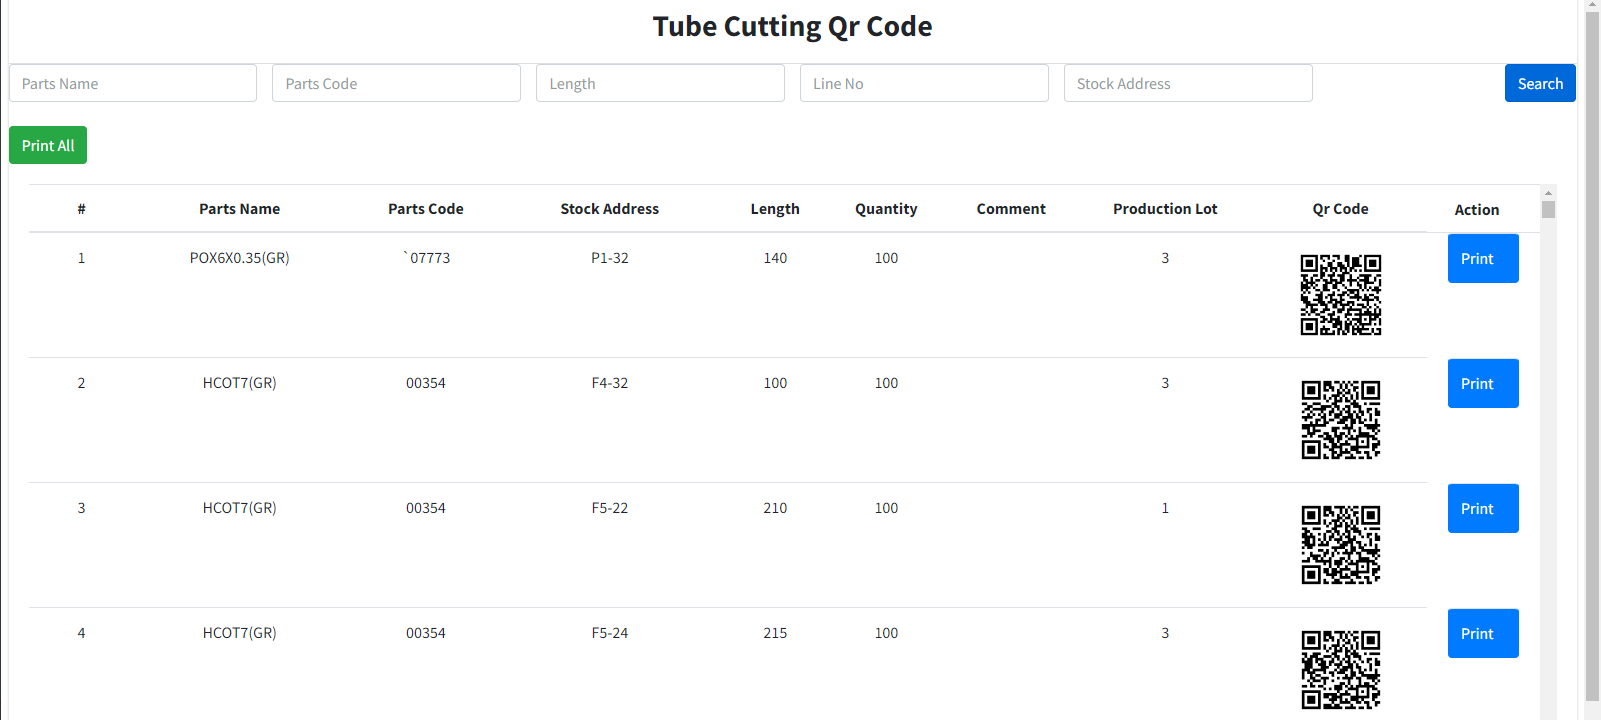 Tube Cutting Qr Code
Parts Name Parts Code Length Line No Stock Address Search
Print All
# Parts Name Parts Code Stock Address Length Quantity Comment Production Lot Qr Code Action
1 POX6X0.35(GR) `07773 P1-32 140 100 3 Print
2 HCOT7(GR) 00354 F4-32 100 100 3 Print
3 HCOT7(GR) 00354 F5-22 210 100 1 Print
4 HCOT7(GR) 00354 F5-24 215 100 3 Print